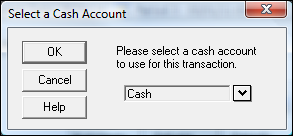 Select a Cash Account
OK
Please select a cash account
to use for this transaction.
Cancel
Cash
Help